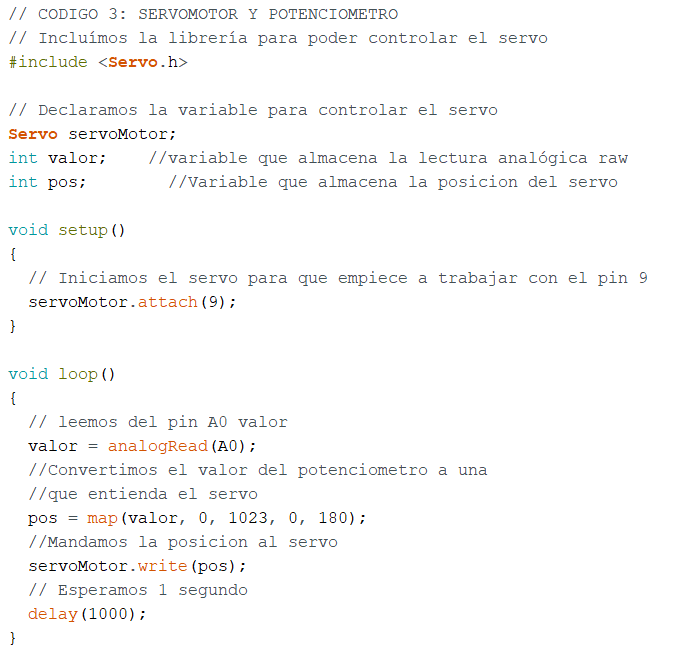 // CODIGO 3: SERVOMOTOR Y POTENCIOMETRO
// Incluímos la librería para poder controlar el servo
#include <Servo.h>

// Declaramos la variable para controlar el servo
Servo servoMotor;
int valor;    //variable que almacena la lectura analógica raw
int pos;        //Variable que almacena la posicion del servo

void setup()
{
  // Iniciamos el servo para que empiece a trabajar con el pin 9
  servoMotor.attach(9);
}

void loop()
{
  // leemos del pin A0 valor
  valor = analogRead(A0);
  //Convertimos el valor del potenciometro a una
  //que entienda el servo
  pos = map(valor, 0, 1023, 0, 180);
  //Mandamos la posicion al servo
  servoMotor.write(pos);
  // Esperamos 1 segundo
  delay(1000);
}